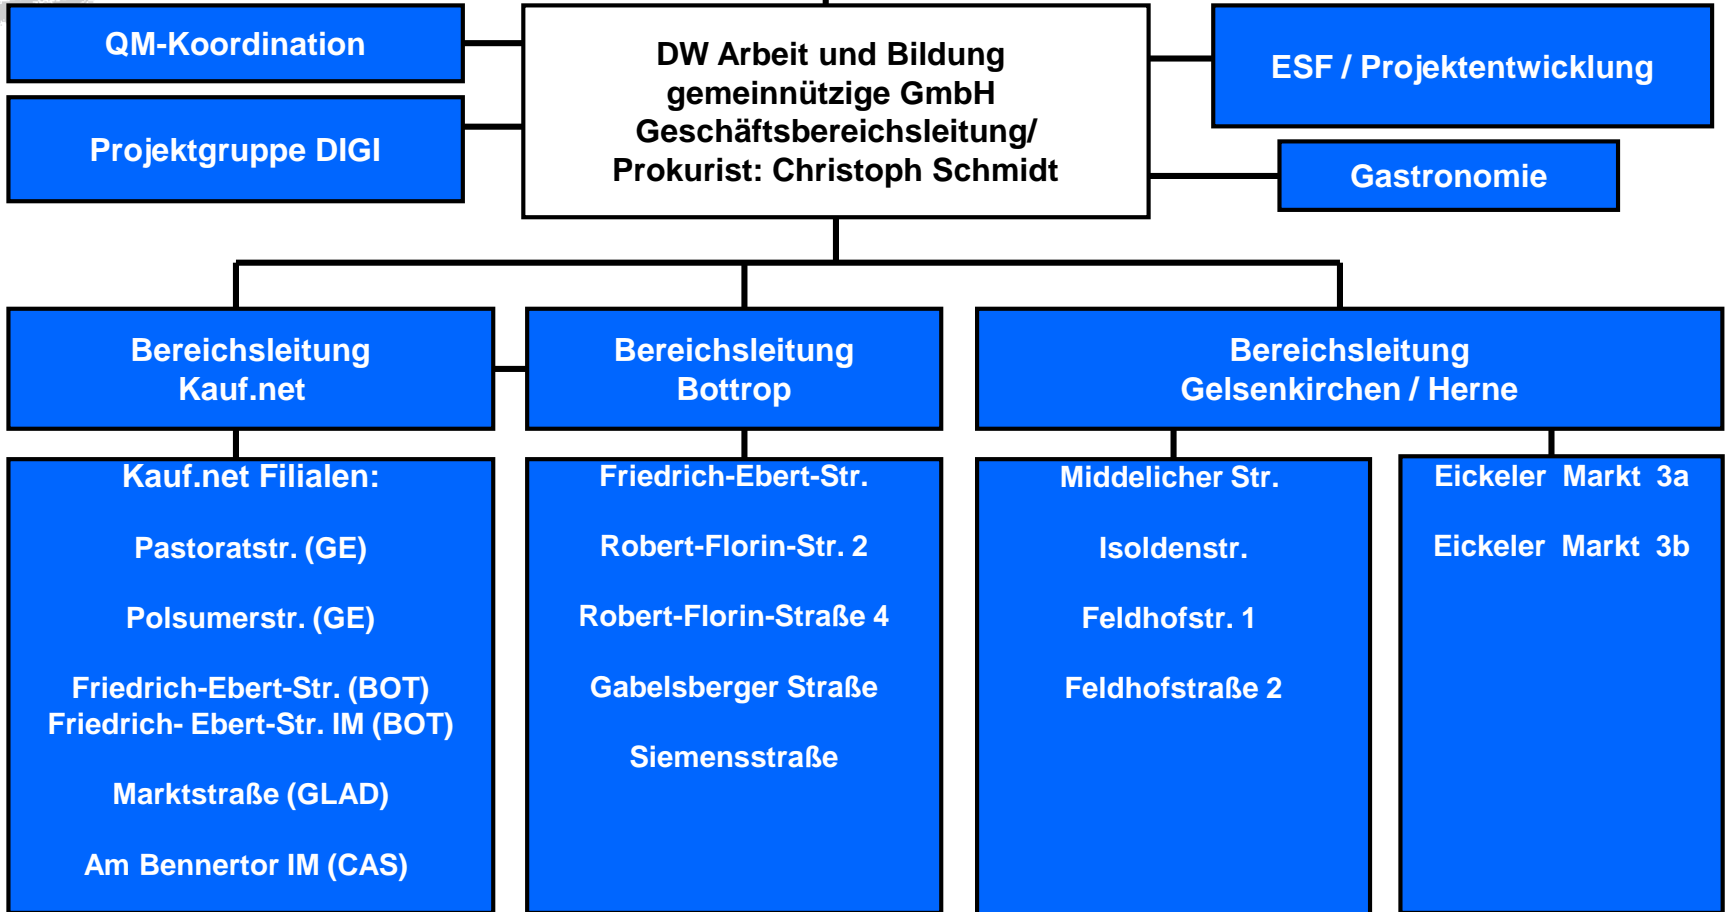 QM-Koordination
Projektgruppe DIGI
DW Arbeit und Bildung
gemeinnützige GmbH
Geschäftsbereichsleitung/
Prokurist: Christoph Schmidt
ESF / Projektentwicklung
Gastronomie
Bereichsleitung
Kauf.net
Bereichsleitung
Bottrop
Bereichsleitung
Gelsenkirchen / Herne
Kauf.net Filialen:
Pastoratstr. (GE)
Polsumerstr. (GE)
Friedrich-Ebert-Str. (BOT)
Friedrich- Ebert-Str. IM (BOT)
Marktstraße (GLAD)
Am Bennertor IM (CAS)
Friedrich-Ebert-Str.
Robert-Florin-Str. 2
Robert-Florin-Straße 4
Gabelsberger Straße
Siemensstraße
Middelicher Str.
Isoldenstr.
Feldhofstr. 1
Feldhofstraße 2
Eickeler Markt 3a
Eickeler Markt 3b